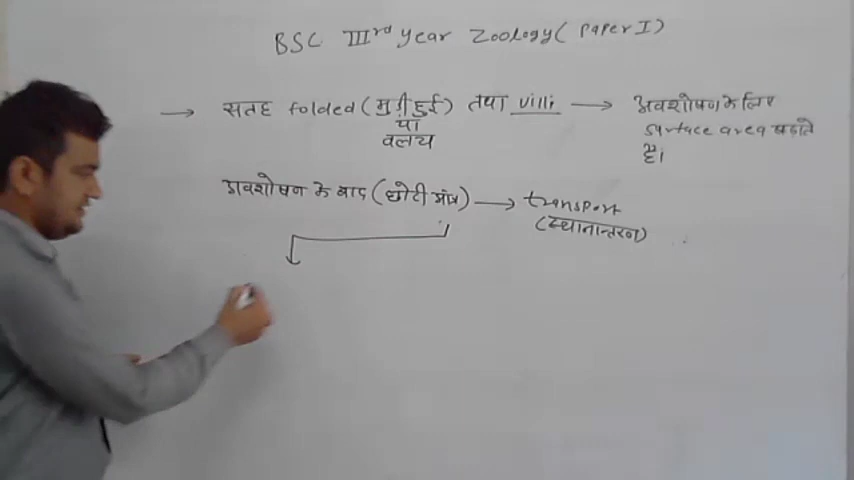 BSC IIIrd year Zoology ( Paper I )
→ सतह folded ( मुड़ी हुई ) तथा villi → अवशोषण के लिए
या
वलय
surface area बढ़ाते
है।
अवशोषण के बाद ( छोटी आंत्र ) → transport
( स्थानान्तरण )